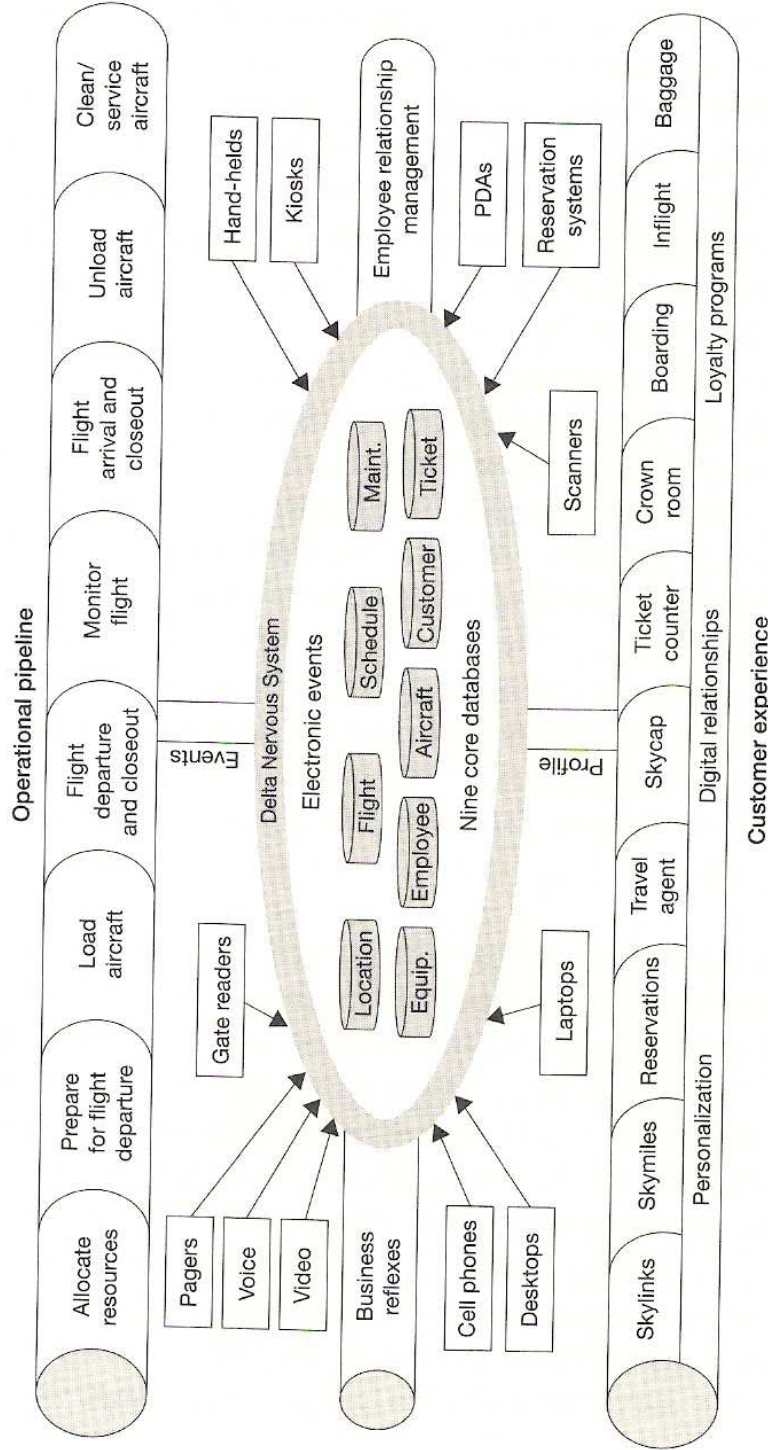 Operational pipeline
Allocate
resources
Prepare
for flight
departure
Load
aircraft
Flight
departure
and closeout
Monitor
flight
Flight
arrival and
closeout
Unload
aircraft
Clean/
service
aircraft
Events
Pagers
Voice
Video
Gate readers
Hand-helds
Kiosks
Business
reflexes
Delta Nervous System
Electronic events
Location
Flight
Schedule
Maint.
Equip.
Employee
Aircraft
Customer
Ticket
Nine core databases
Employee relationship
management
Cell phones
Desktops
Laptops
Scanners
PDAs
Reservation
systems
Profile
Skylinks
Skymiles
Reservations
Travel
agent
Skycap
Ticket
counter
Crown
room
Boarding
Inflight
Baggage
Personalization
Digital relationships
Loyalty programs
Customer experience